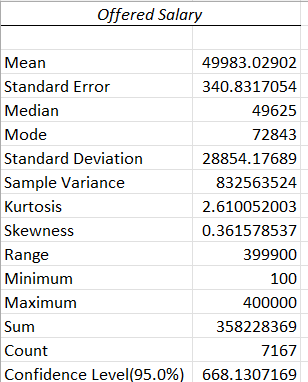 Offered Salary
Mean 49983.02902
Standard Error 340.8317054
Median 49625
Mode 72843
Standard Deviation 28854.17689
Sample Variance 832563524
Kurtosis 2.610052003
Skewness 0.361578537
Range 399900
Minimum 100
Maximum 400000
Sum 358228369
Count 7167
Confidence Level(95.0%) 668.1307169